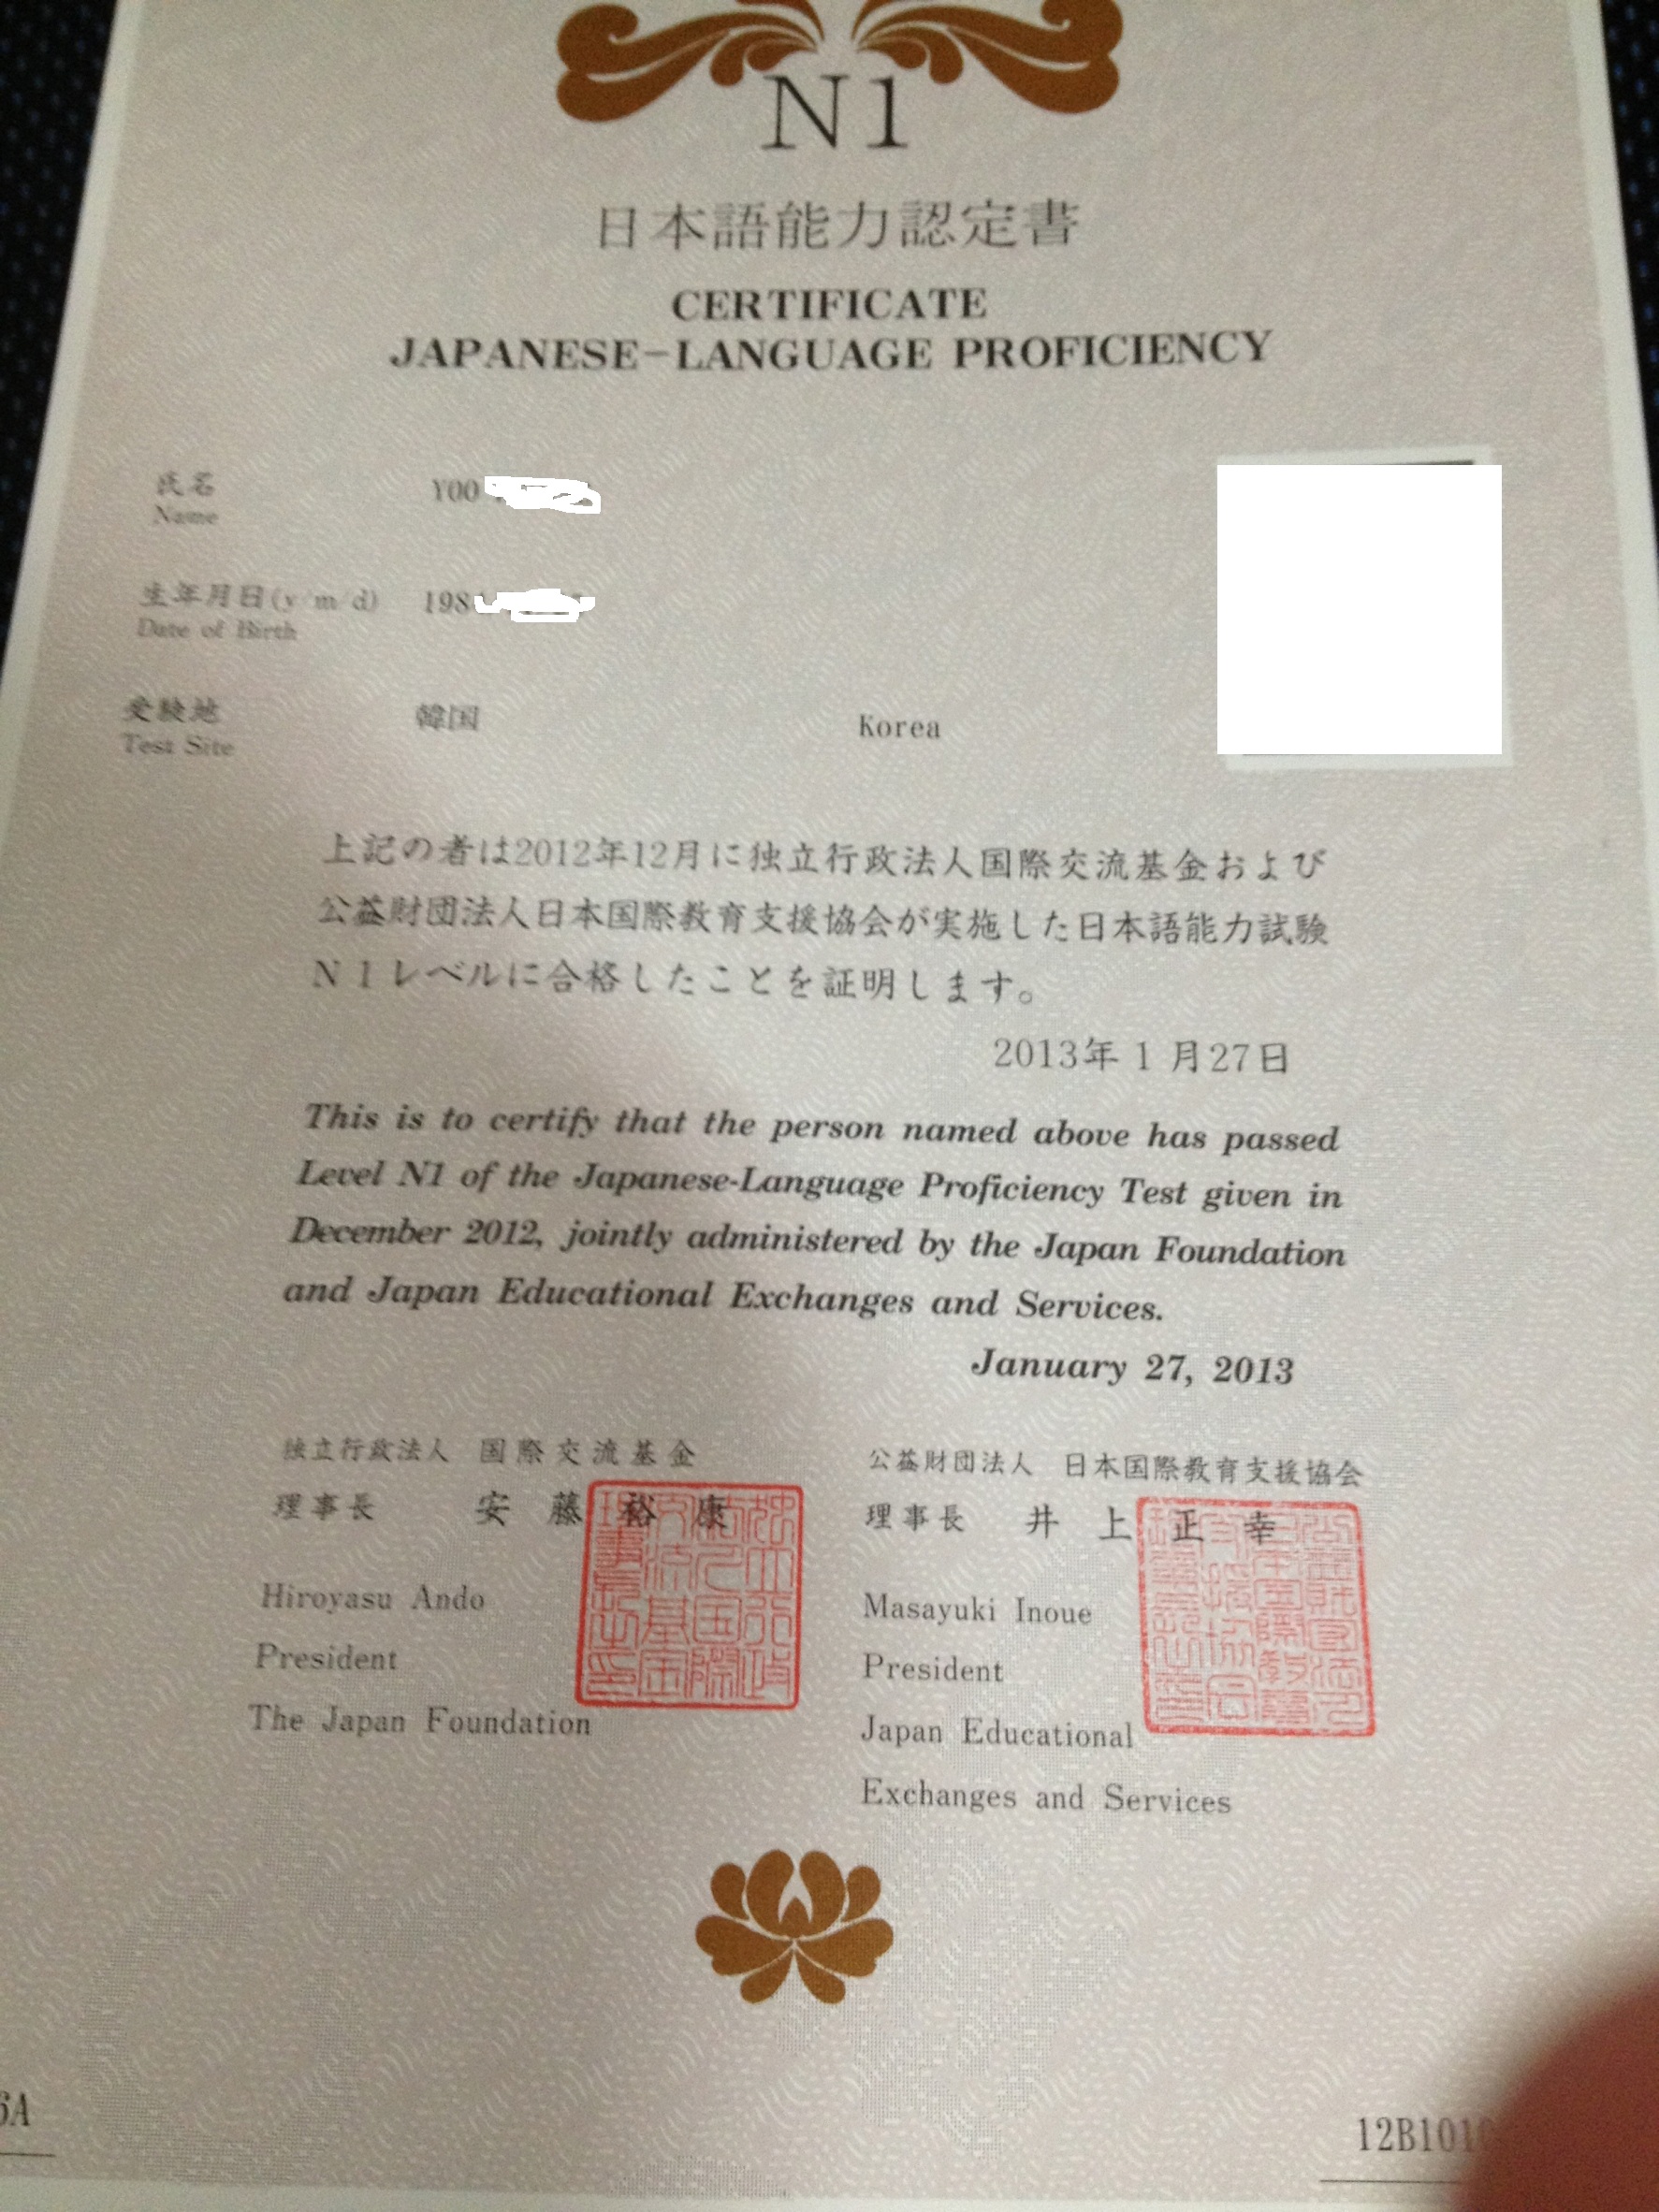 N1
日本語能力認定書
CERTIFICATE
JAPANESE-LANGUAGE PROFICIENCY
氏名 YOO
Name
生年月日(y/m/d) 198
Date of Birth
受験地 韓国 Korea
Test Site
上記の者は2012年12月に独立行政法人国際交流基金および
公益財団法人日本国際教育支援協会が実施した日本語能力試験
N1レベルに合格したことを証明します。
2013年1月27日
This is to certify that the person named above has passed
Level N1 of the Japanese-Language Proficiency Test given in
December 2012, jointly administered by the Japan Foundation
and Japan Educational Exchanges and Services.
January 27, 2013
独立行政法人 国際交流基金
理事長 安藤裕康
Hiroyasu Ando
President
The Japan Foundation
公益財団法人 日本国際教育支援協会
理事長 井上正幸
Masayuki Inoue
President
Japan Educational
Exchanges and Services
6A
12B101